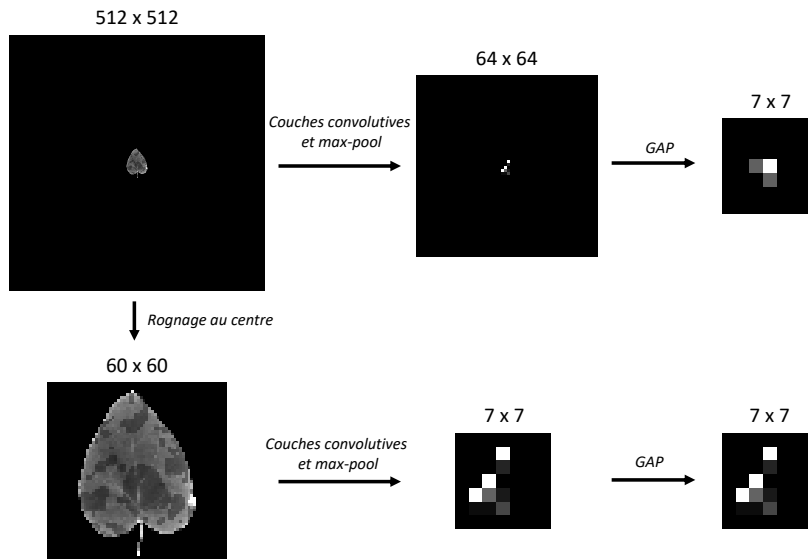 512 x 512
64 x 64
7 x 7
Couches convolutives
et max-pool
GAP
Rognage au centre
60 x 60
7 x 7
7 x 7
Couches convolutives
et max-pool
GAP